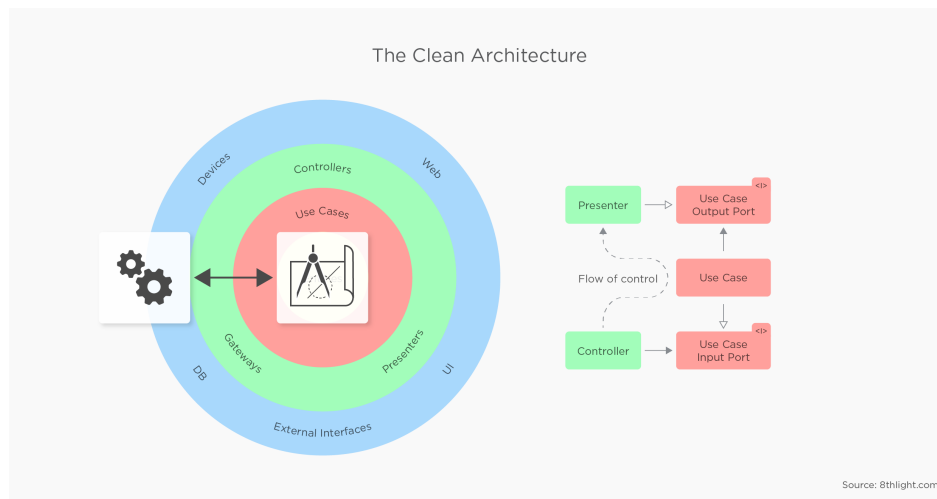 The Clean Architecture
Devices
Web
Controllers
Use Cases
Gateways
Presenters
DB
UI
External Interfaces
Presenter
<I>
Use Case
Output Port
Flow of control
Use Case
Controller
<I>
Use Case
Input Port
Source: 8thlight.com